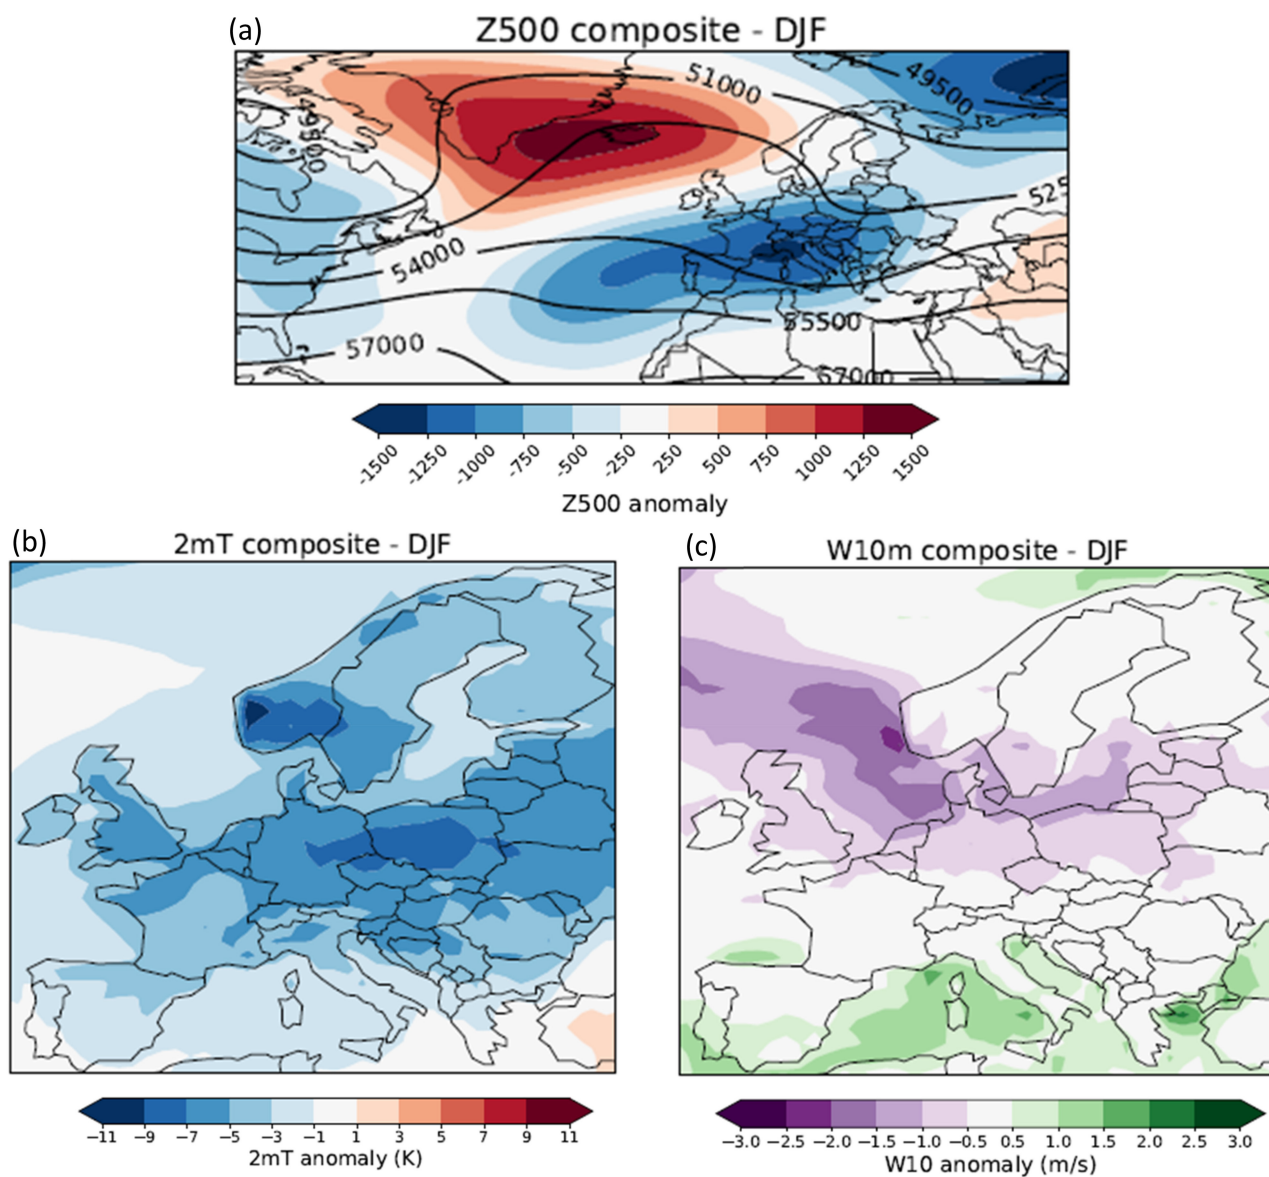 (a)
Z500 composite - DJF
51000
49500
49500
525
54000
55500
57000
57000
-1500 -1250 -1000 -750 -500 -250 250 500 750 1000 1250 1500
Z500 anomaly
(b)
2mT composite - DJF
(c)
W10m composite - DJF
−11 −9 −7 −5 −3 −1 1 3 5 7 9 11
2mT anomaly (K)
−3.0 −2.5 −2.0 −1.5 −1.0 −0.5 0.5 1.0 1.5 2.0 2.5 3.0
W10 anomaly (m/s)